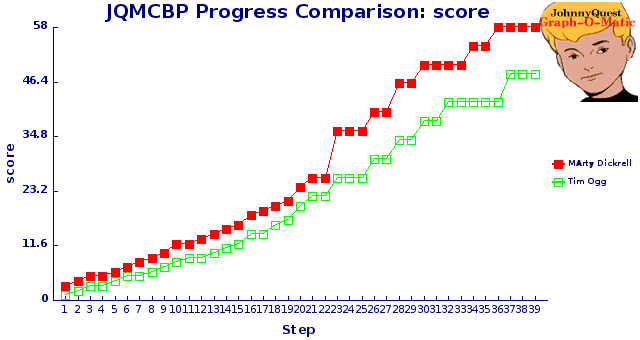 JQMCBP Progress Comparison: score
JohnnyQuest
Graph-O-Matic
58
46.4
34.8
23.2
11.6
0
score
1 2 3 4 5 6 7 8 9 10 11 12 13 14 15 16 17 18 19 20 21 22 23 24 25 26 27 28 29 30 31 32 33 34 35 36 37 38 39
Step
MArty Dickrell
Tim Ogg